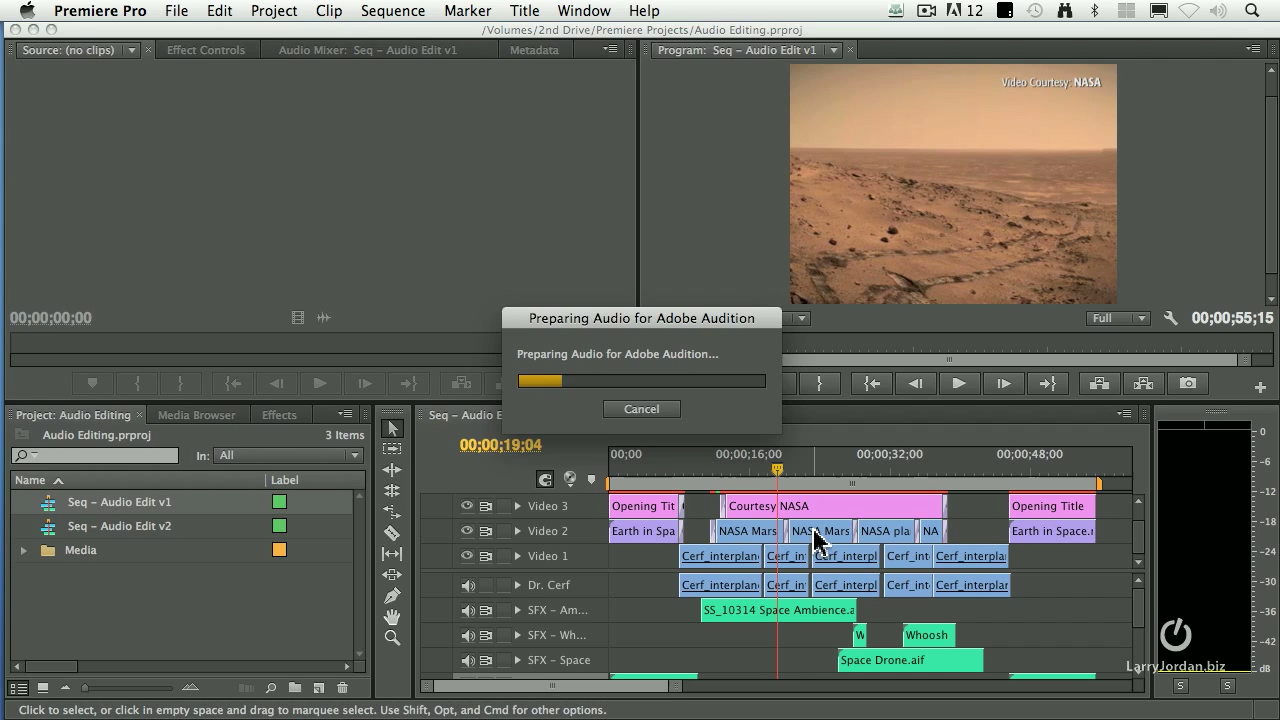 Premiere Pro File Edit Project Clip Sequence Marker Title Window Help 12
/Volumes/2nd Drive/Premiere Projects/Audio Editing.prproj
Source: (no clips) Effect Controls Audio Mixer: Seq – Audio Edit v1 Metadata
Program: Seq – Audio Edit v1
Video Courtesy: NASA
00;00;00;00
Full 00;00;55;15
Preparing Audio for Adobe Audition
Preparing Audio for Adobe Audition...
Cancel
Project: Audio Editing Media Browser Effects
Audio Editing.prproj 3 Items
In: All
Name Label
Seq – Audio Edit v1
Seq – Audio Edit v2
Media
Seq – Audio E
00;00;19;04
00;00 00;00;16;00 00;00;32;00 00;00;48;00
Video 3 Opening Tit Courtesy NASA Opening Title
Video 2 Earth in Spa NASA Mars NASA Mars NASA pla NA Earth in Space.r
Video 1 Cerf_interplane Cerf_int Cerf_interpl Cerf_int Cerf_interplar
Dr. Cerf Cerf_interplane Cerf_int Cerf_interpl Cerf_int Cerf_interplar
SFX – Am... SS_10314 Space Ambience.a
SFX – Wh... W Whoosh
SFX – Space Space Drone.aif
0
-6
-12
-18
-24
-30
-36
-42
-48
dB
S S
LarryJordan.biz
Click to select, or click in empty space and drag to marquee select. Use Shift, Opt, and Cmd for other options.